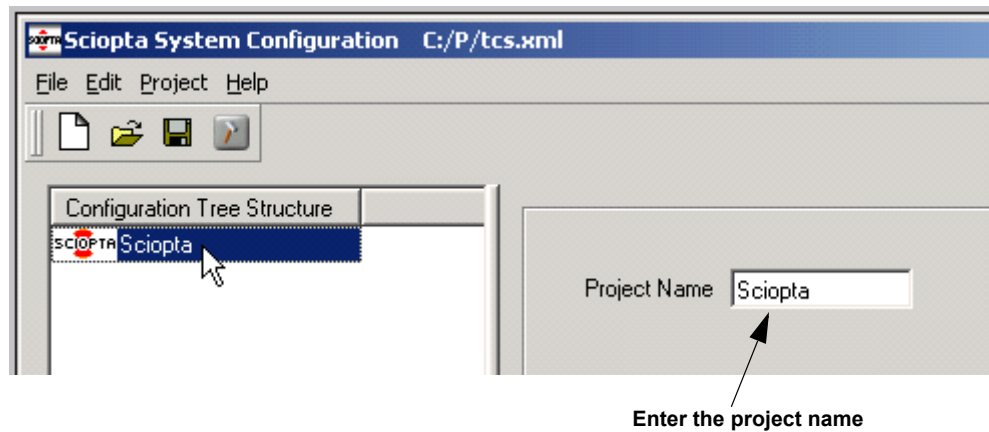 SCIOPTA Sciopta System Configuration C:/P/tcs.xml
File Edit Project Help
Configuration Tree Structure
SCIOPTA Sciopta
Project Name Sciopta
Enter the project name